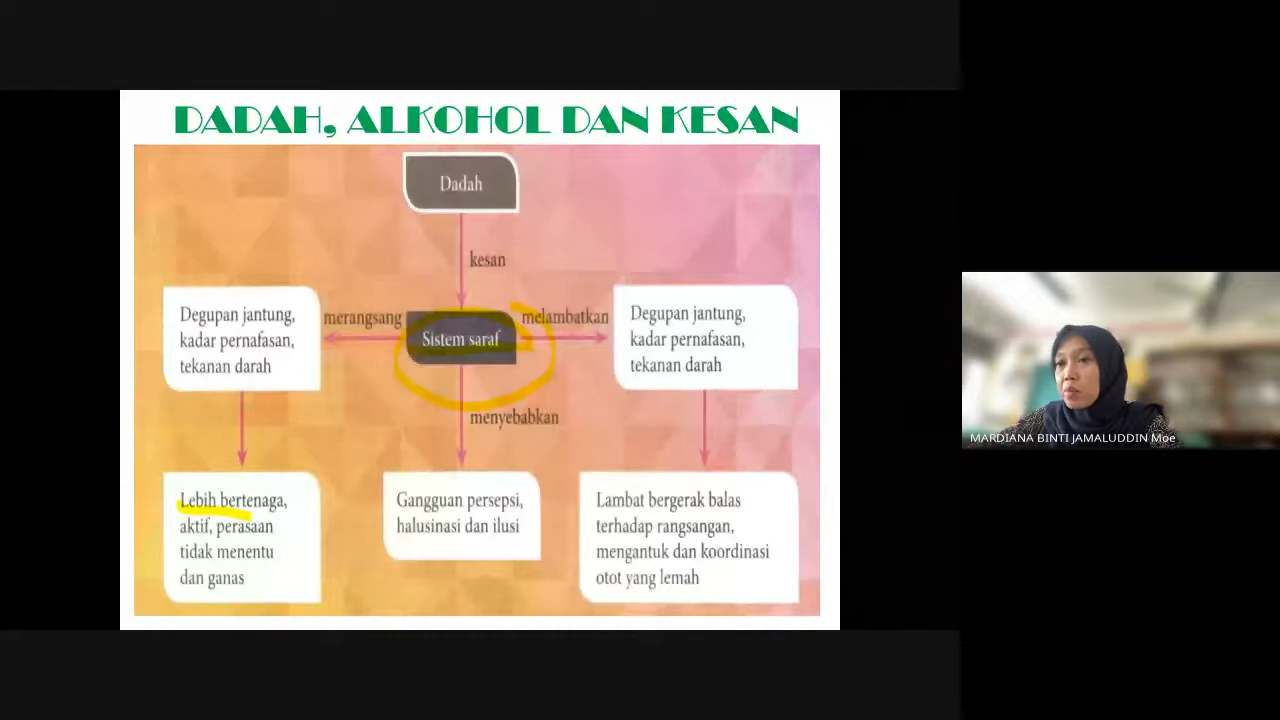 DADAH, ALKOHOL DAN KESAN
Dadah
kesan
Degupan jantung,
kadar pernafasan,
tekanan darah
merangsang
Sistem saraf
melambatkan
Degupan jantung,
kadar pernafasan,
tekanan darah
menyebabkan
Lebih bertenaga,
aktif, perasaan
tidak menentu
dan ganas
Gangguan persepsi,
halusinasi dan ilusi
Lambat bergerak balas
terhadap rangsangan,
mengantuk dan koordinasi
otot yang lemah
MARDIANA BINTI JAMALUDDIN Moe